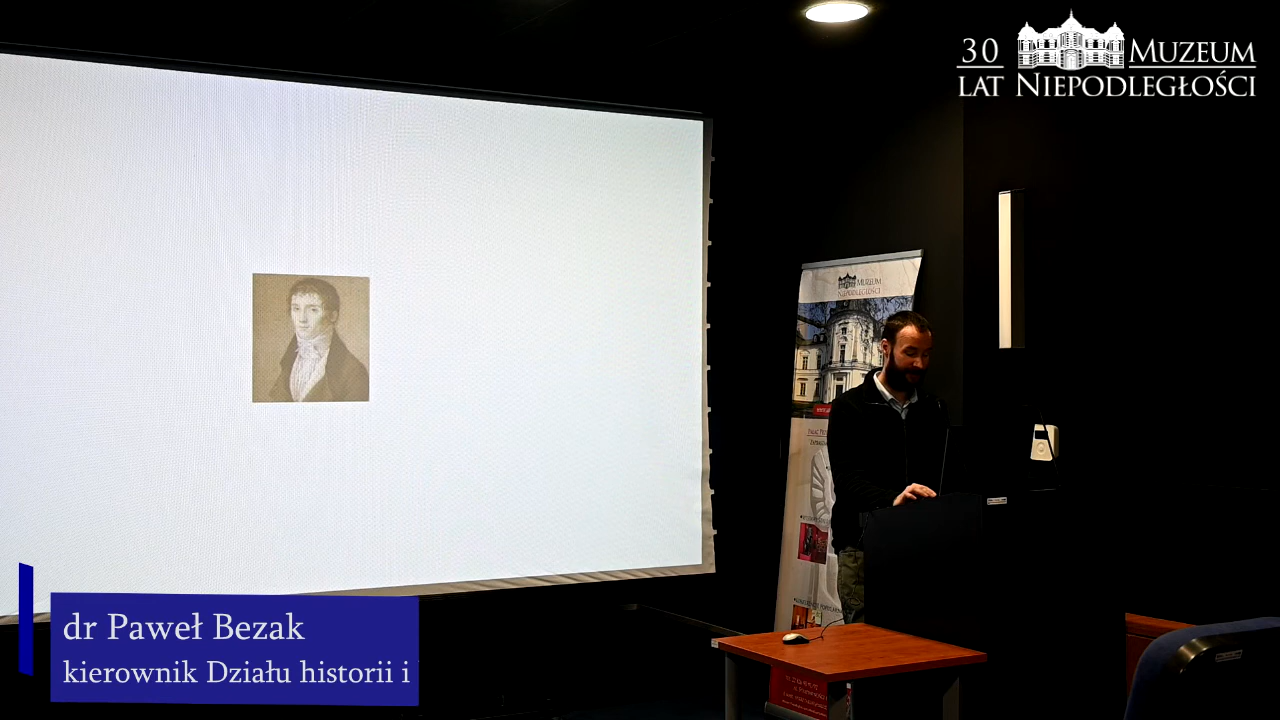 30 MUZEUM
LAT NIEPODLEGŁOŚCI
MUZEUM
NIEPODLEGŁOŚCI
dr Paweł Bezak
kierownik Działu historii i